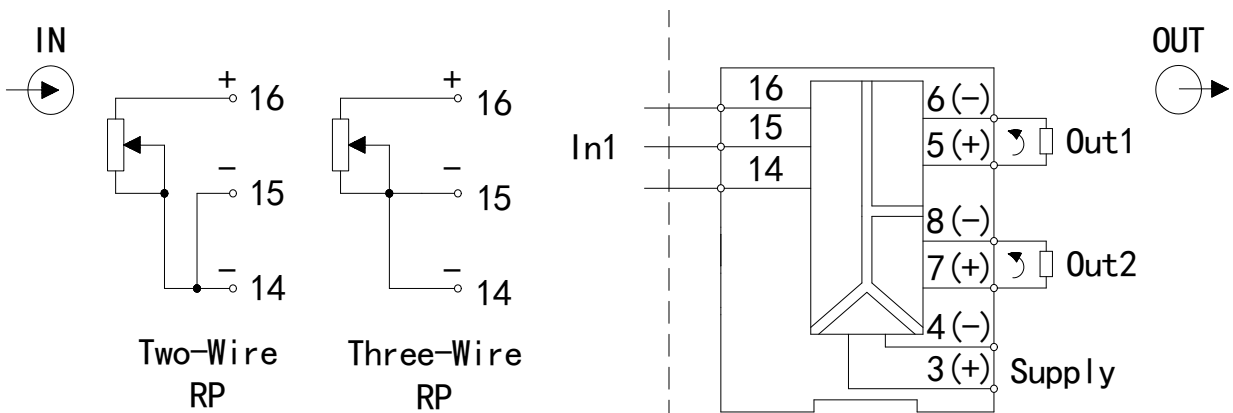 IN
+
16
−
15
−
14
Two-Wire
RP
+
16
−
15
−
14
Three-Wire
RP
In1
16
15
14
6(−)
5(+)
Out1
8(−)
7(+)
Out2
4(−)
3(+)
Supply
OUT